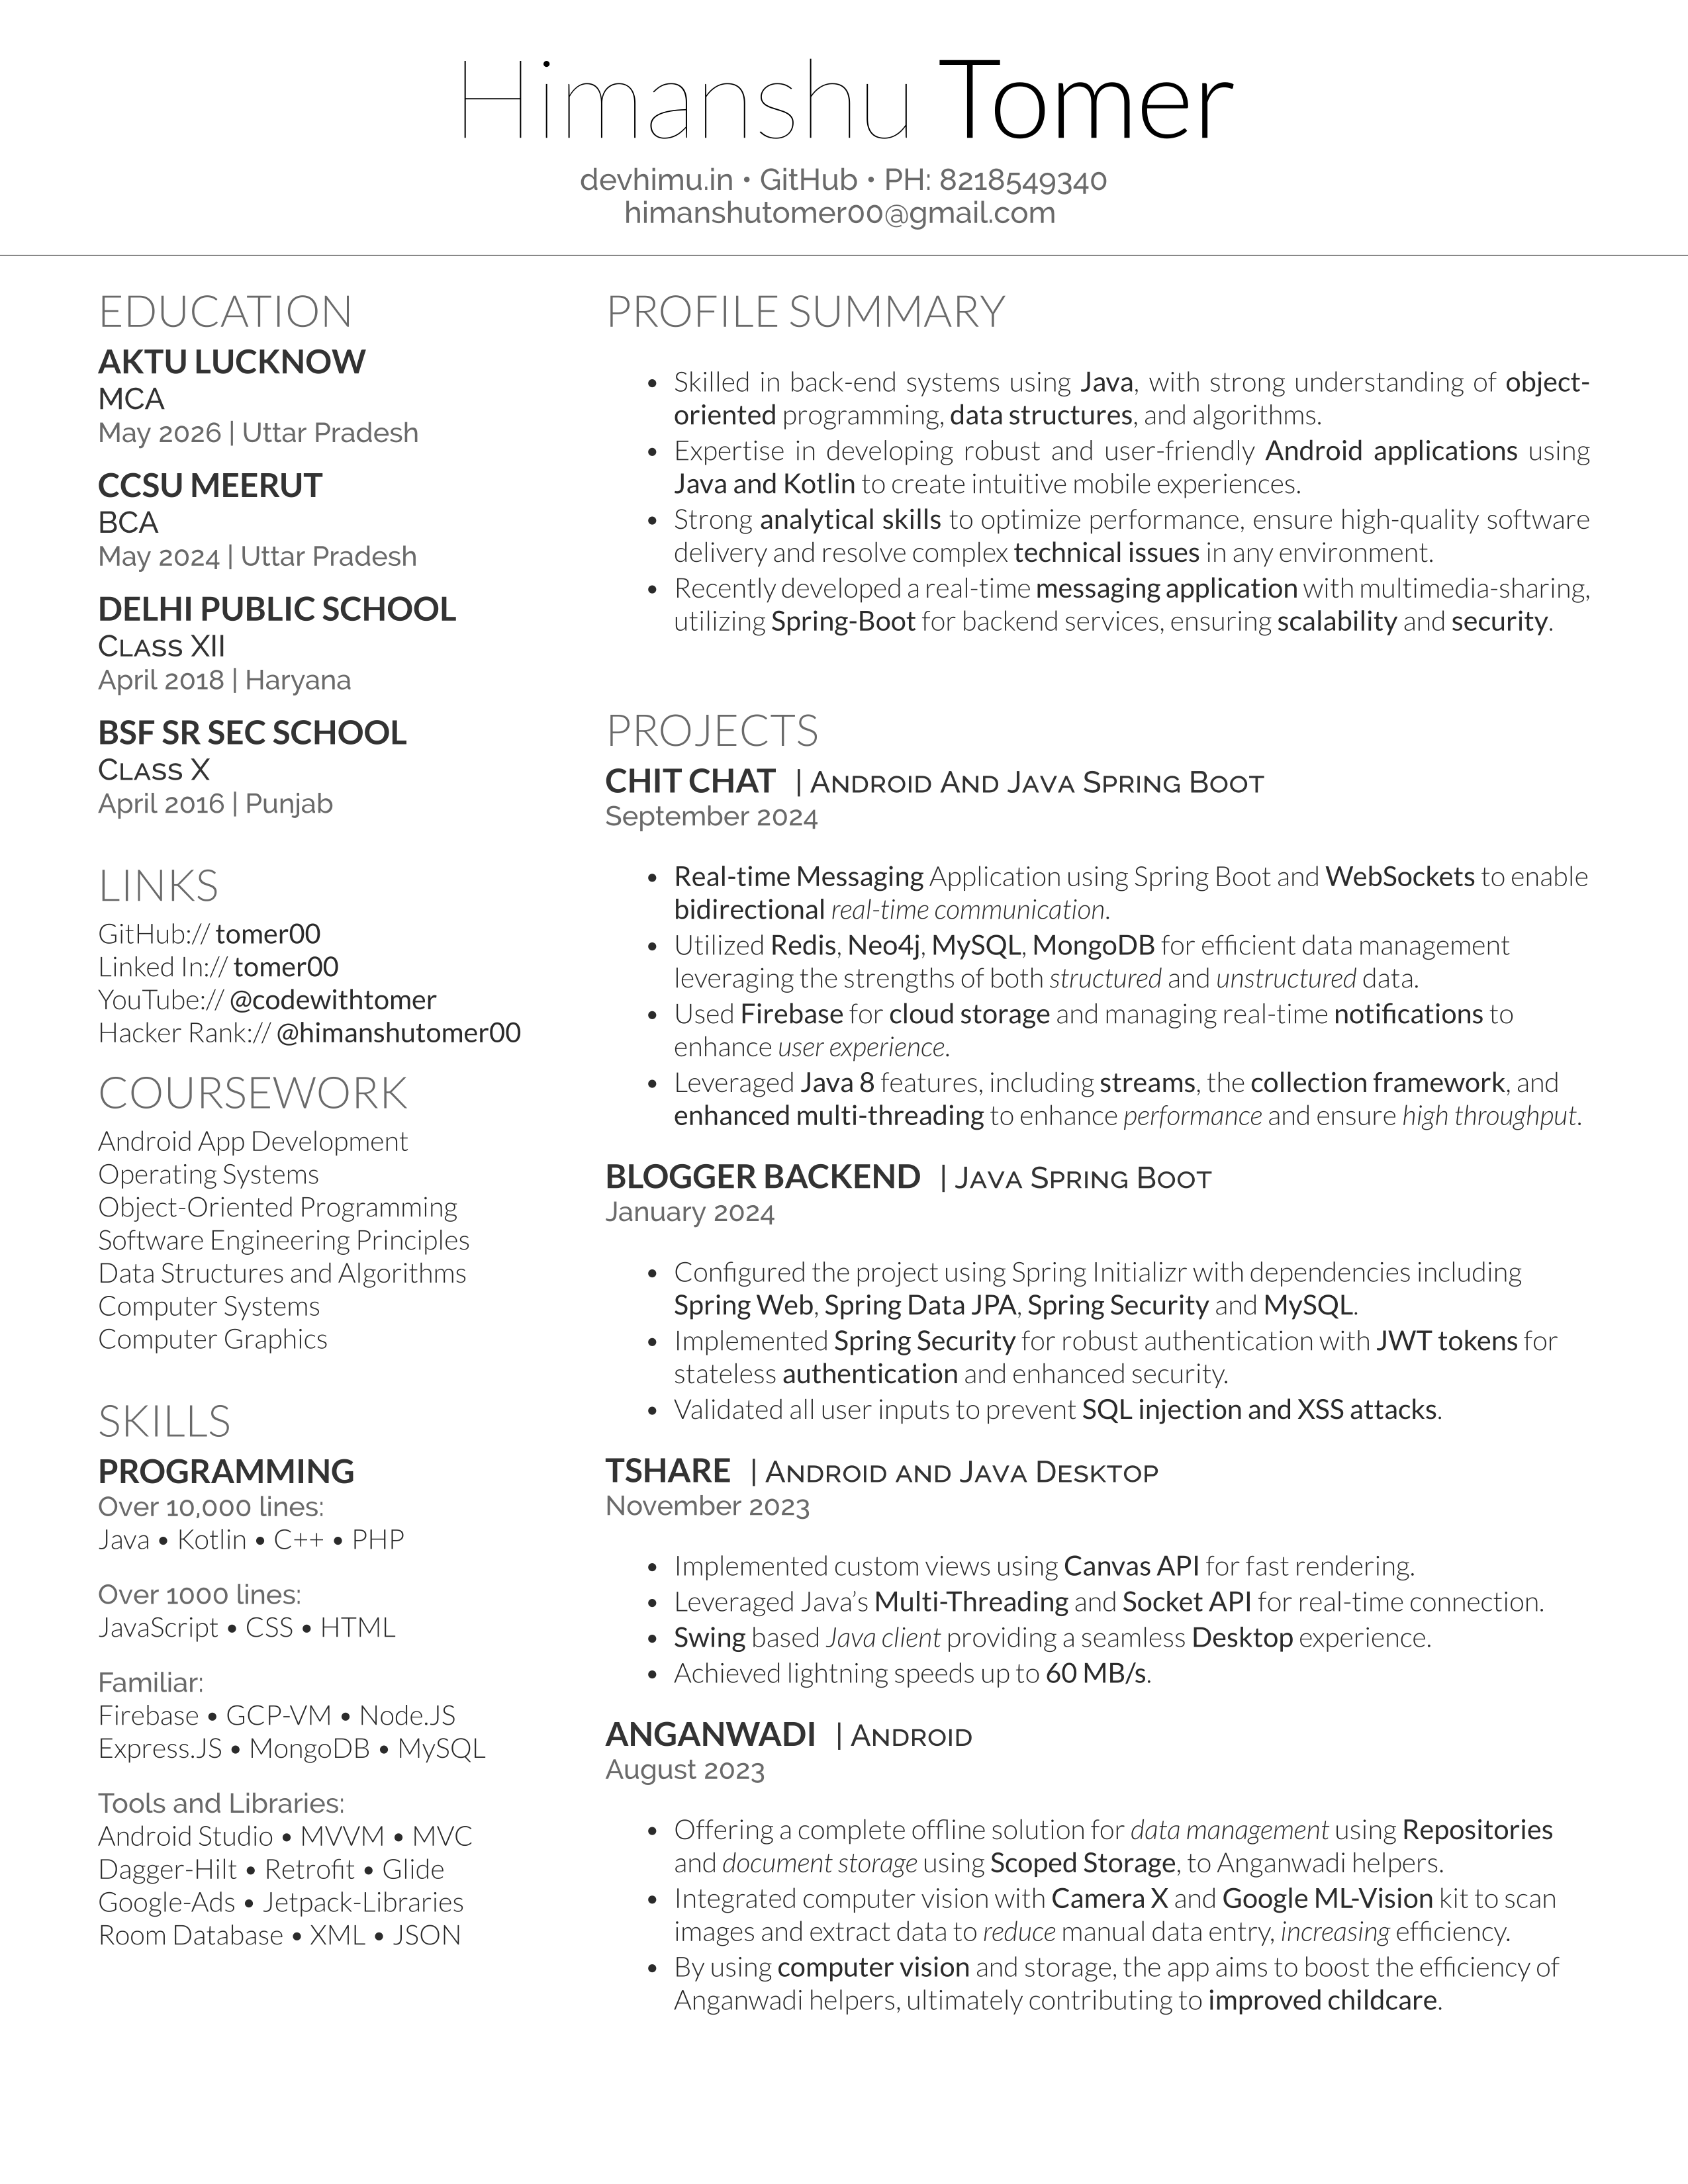 Himanshu Tomer
devhimu.in • GitHub • PH: 8218549340
himanshutomer00@gmail.com
EDUCATION
AKTU LUCKNOW
MCA
May 2026 | Uttar Pradesh
CCSU MEERUT
BCA
May 2024 | Uttar Pradesh
DELHI PUBLIC SCHOOL
Class XII
April 2018 | Haryana
BSF SR SEC SCHOOL
Class X
April 2016 | Punjab
LINKS
GitHub:// tomer00
Linked In:// tomer00
YouTube:// @codewithtomer
Hacker Rank:// @himanshutomer00
COURSEWORK
Android App Development
Operating Systems
Object-Oriented Programming
Software Engineering Principles
Data Structures and Algorithms
Computer Systems
Computer Graphics
SKILLS
PROGRAMMING
Over 10,000 lines:
Java • Kotlin • C++ • PHP
Over 1000 lines:
JavaScript • CSS • HTML
Familiar:
Firebase • GCP-VM • Node.JS
Express.JS • MongoDB • MySQL
Tools and Libraries:
Android Studio • MVVM • MVC
Dagger-Hilt • Retrofit • Glide
Google-Ads • Jetpack-Libraries
Room Database • XML • JSON
PROFILE SUMMARY
• Skilled in back-end systems using Java, with strong understanding of object-
oriented programming, data structures, and algorithms.
• Expertise in developing robust and user-friendly Android applications using
Java and Kotlin to create intuitive mobile experiences.
• Strong analytical skills to optimize performance, ensure high-quality software
delivery and resolve complex technical issues in any environment.
• Recently developed a real-time messaging application with multimedia-sharing,
utilizing Spring-Boot for backend services, ensuring scalability and security.
PROJECTS
CHIT CHAT | Android And Java Spring Boot
September 2024
• Real-time Messaging Application using Spring Boot and WebSockets to enable
bidirectional real-time communication.
• Utilized Redis, Neo4j, MySQL, MongoDB for efficient data management
leveraging the strengths of both structured and unstructured data.
• Used Firebase for cloud storage and managing real-time notifications to
enhance user experience.
• Leveraged Java 8 features, including streams, the collection framework, and
enhanced multi-threading to enhance performance and ensure high throughput.
BLOGGER BACKEND | Java Spring Boot
January 2024
• Configured the project using Spring Initializr with dependencies including
Spring Web, Spring Data JPA, Spring Security and MySQL.
• Implemented Spring Security for robust authentication with JWT tokens for
stateless authentication and enhanced security.
• Validated all user inputs to prevent SQL injection and XSS attacks.
TSHARE | Android and Java Desktop
November 2023
• Implemented custom views using Canvas API for fast rendering.
• Leveraged Java’s Multi-Threading and Socket API for real-time connection.
• Swing based Java client providing a seamless Desktop experience.
• Achieved lightning speeds up to 60 MB/s.
ANGANWADI | Android
August 2023
• Offering a complete offline solution for data management using Repositories
and document storage using Scoped Storage, to Anganwadi helpers.
• Integrated computer vision with Camera X and Google ML-Vision kit to scan
images and extract data to reduce manual data entry, increasing efficiency.
• By using computer vision and storage, the app aims to boost the efficiency of
Anganwadi helpers, ultimately contributing to improved childcare.